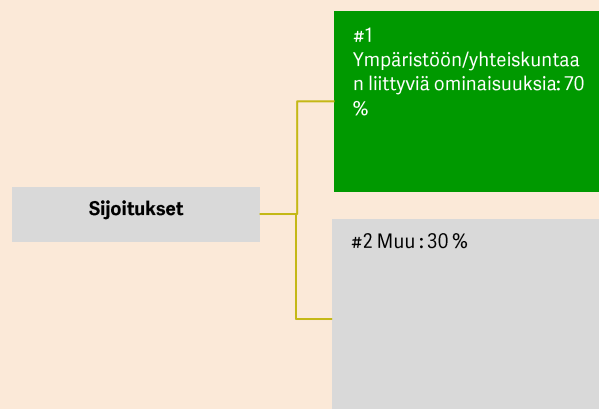 #1
Ympäristöön/yhteiskuntaa
n liittyviä ominaisuuksia: 70
%
Sijoitukset
#2 Muu : 30 %